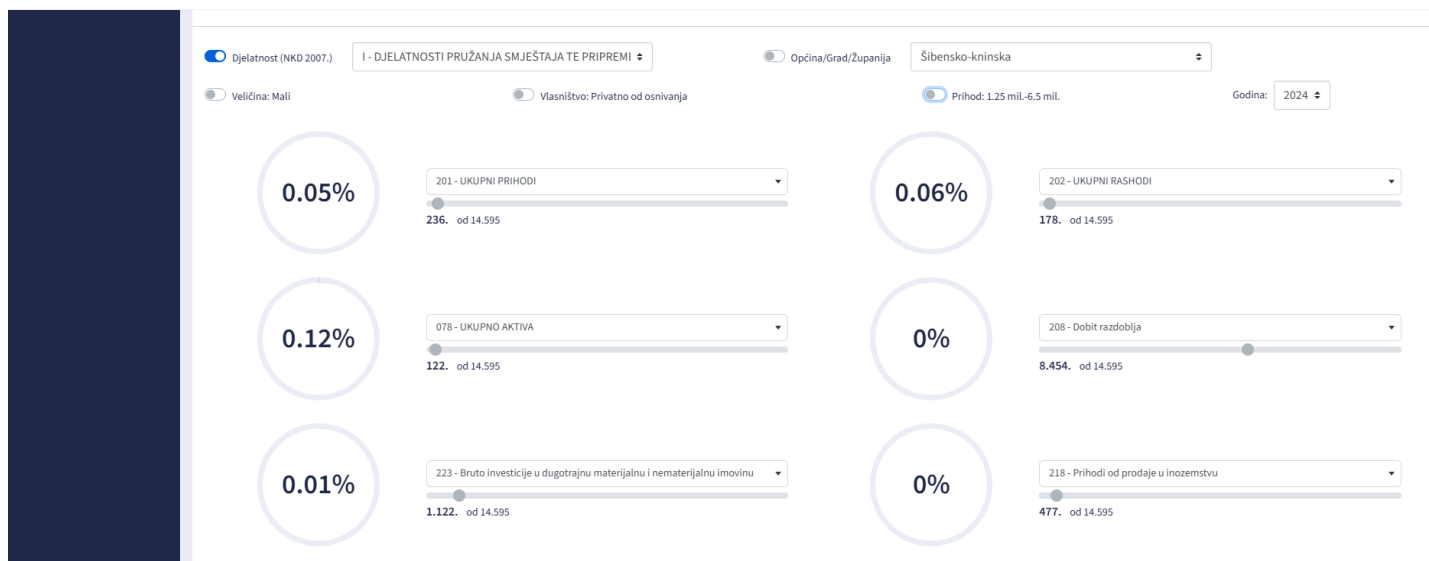 Djelatnost (NKD 2007.) I - DJELATNOSTI PRUŽANJA SMJEŠTAJA TE PRIPREMI Općina/Grad/Županija Šibensko-kninska
Veličina: Mali Vlasništvo: Privatno od osnivanja Prihod: 1.25 mil.-6.5 mil. Godina: 2024
0.05%
201 - UKUPNI PRIHODI
236. od 14.595
0.06%
202 - UKUPNI RASHODI
178. od 14.595
0.12%
078 - UKUPNO AKTIVA
122. od 14.595
0%
208 - Dobit razdoblja
8.454. od 14.595
0.01%
223 - Bruto investicije u dugotrajnu materijalnu i nematerijalnu imovinu
1.122. od 14.595
0%
218 - Prihodi od prodaje u inozemstvu
477. od 14.595